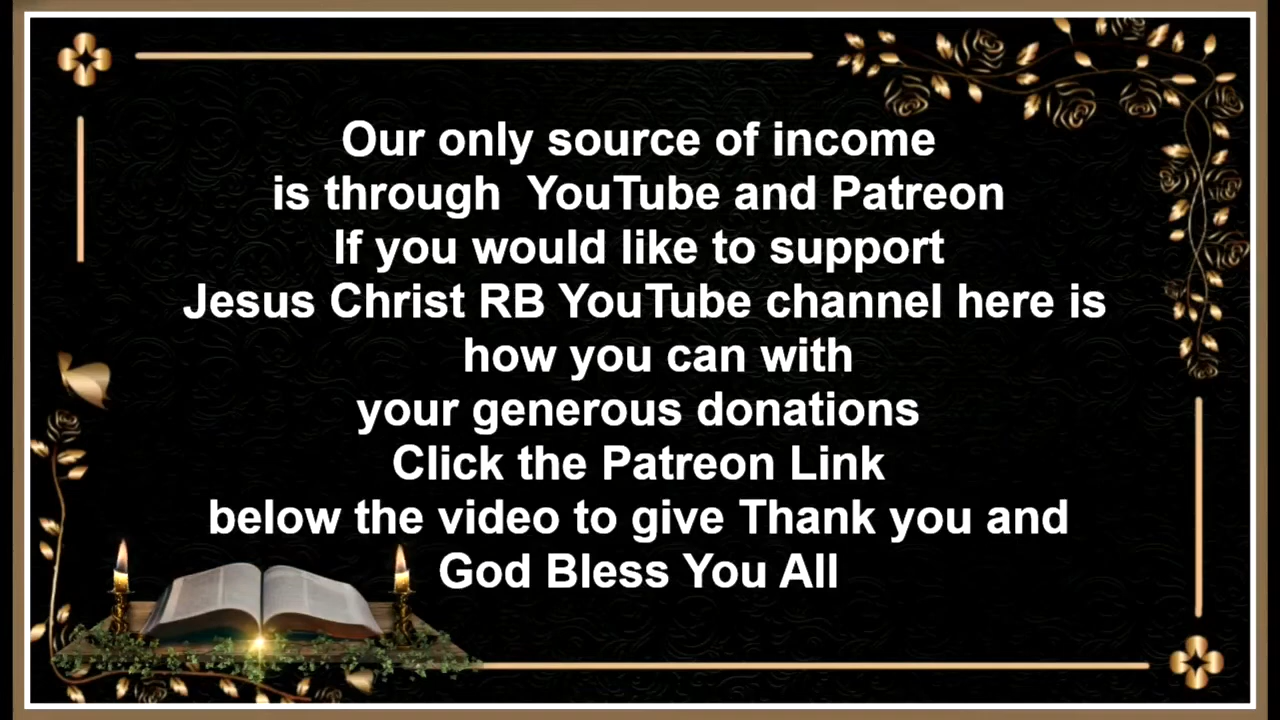 Our only source of income
is through  YouTube and Patreon
If you would like to support
Jesus Christ RB YouTube channel here is
how you can with
your generous donations
Click the Patreon Link
below the video to give Thank you and
God Bless You All